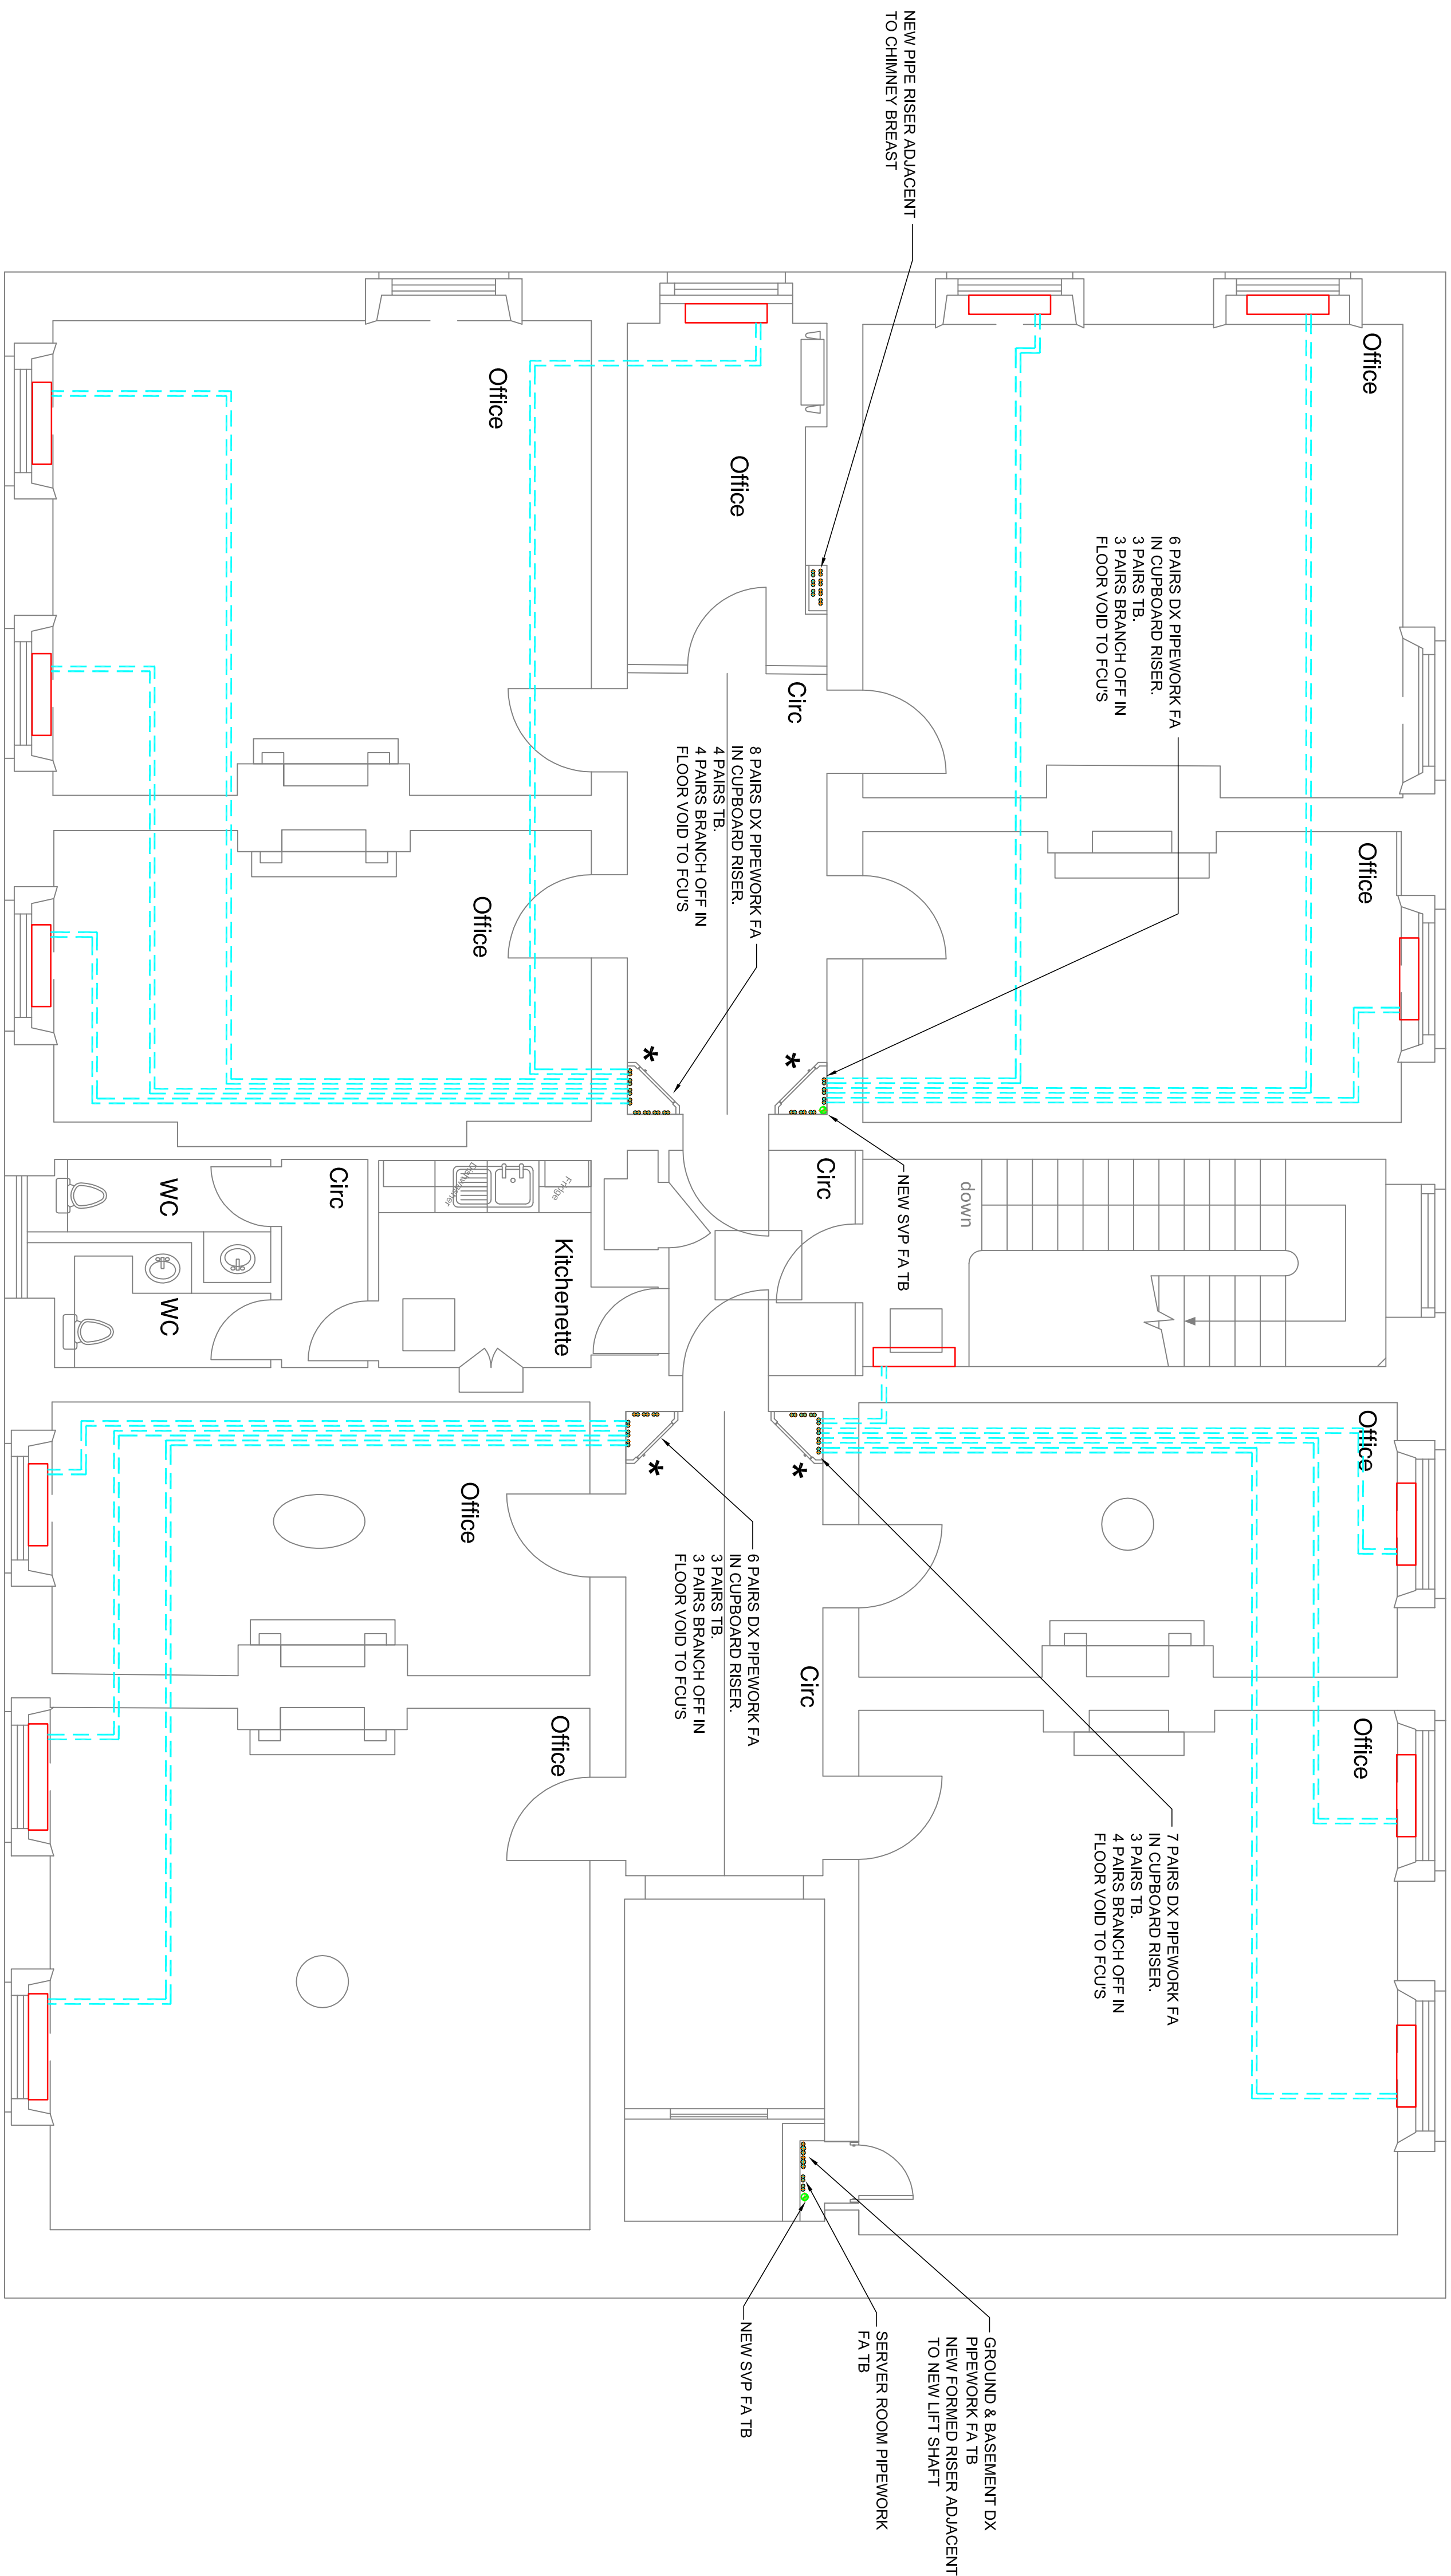 NEW PIPE RISER ADJACENT
TO CHIMNEY BREAST
Office
Office
Office
6 PAIRS DX PIPEWORK FA
IN CUPBOARD RISER.
3 PAIRS TB.
3 PAIRS BRANCH OFF IN
FLOOR VOID TO FCU'S
Circ
8 PAIRS DX PIPEWORK FA
IN CUPBOARD RISER.
4 PAIRS TB.
4 PAIRS BRANCH OFF IN
FLOOR VOID TO FCU'S
Office
Office
*
*
NEW SVP FA TB
down
Circ
Fridge
Dishwasher
Circ
WC
WC
Kitchenette
Office
*
*
Office
6 PAIRS DX PIPEWORK FA
IN CUPBOARD RISER.
3 PAIRS TB.
3 PAIRS BRANCH OFF IN
FLOOR VOID TO FCU'S
Circ
Office
Office
7 PAIRS DX PIPEWORK FA
IN CUPBOARD RISER.
3 PAIRS TB.
4 PAIRS BRANCH OFF IN
FLOOR VOID TO FCU'S
GROUND & BASEMENT DX
PIPEWORK FA TB
NEW FORMED RISER ADJACENT
TO NEW LIFT SHAFT
SERVER ROOM PIPEWORK
FA TB
NEW SVP FA TB